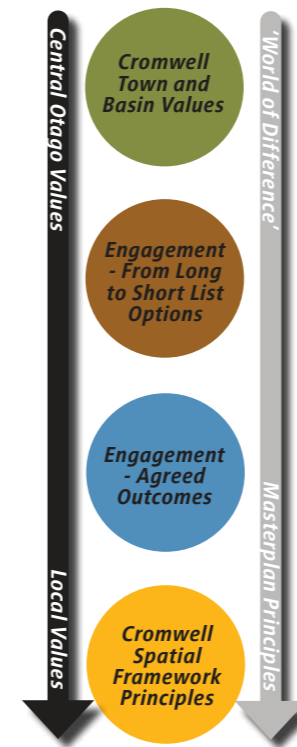 Central Otago Values
Local Values
Cromwell
Town and
Basin Values
Engagement
- From Long
to Short List
Options
Engagement
- Agreed
Outcomes
Cromwell
Spatial
Framework
Principles
'World of Difference'
Masterplan Principles